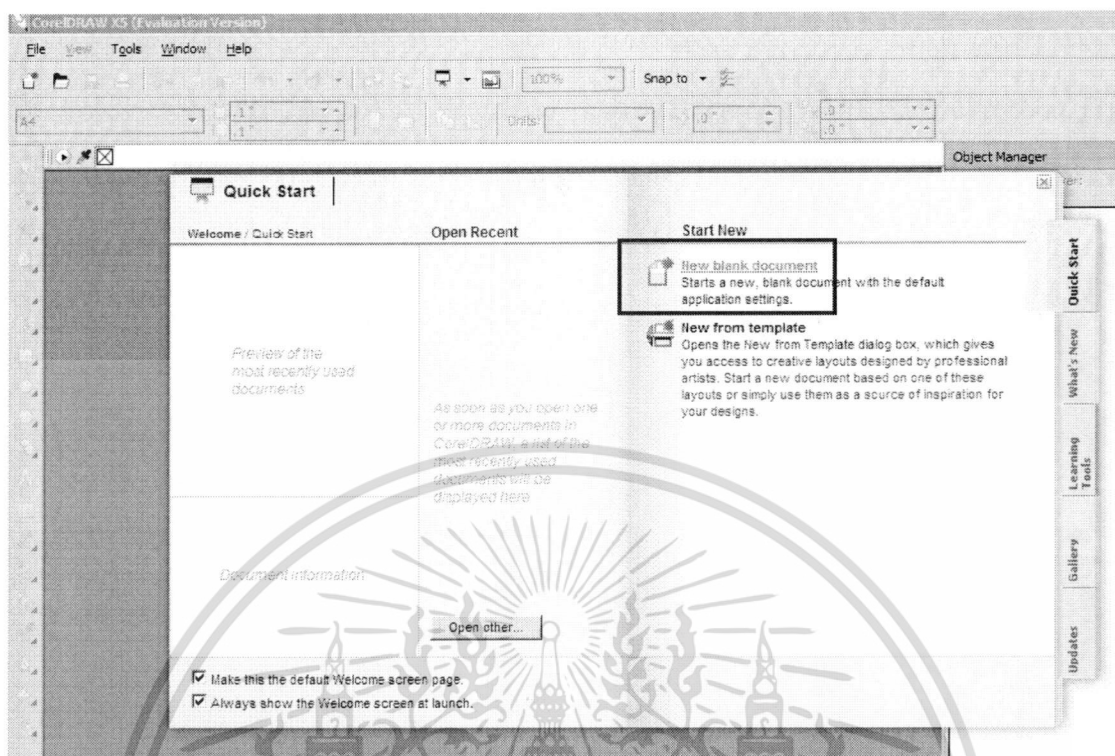 CorelDRAW X5 (Evaluation Version)
File View Tools Window Help
100% Snap to
A4 .1 " Units: .0 " .0 "
.1 " .0 "
Object Manager
Quick Start
Welcome / Quick Start
Open Recent
Start New
New blank document
Starts a new, blank document with the default
application settings.
New from template
Opens the New from Template dialog box, which gives
you access to creative layouts designed by professional
artists. Start a new document based on one of these
layouts or simply use them as a source of inspiration for
your designs.
Preview of the
most recently used
documents
As soon as you open one
or more documents in
CorelDRAW, a list of the
most recently used
documents will be
displayed here
Document information
Open other...
Make this the default Welcome screen page.
Always show the Welcome screen at launch.
Quick Start
What's New
Learning
Tools
Gallery
Updates